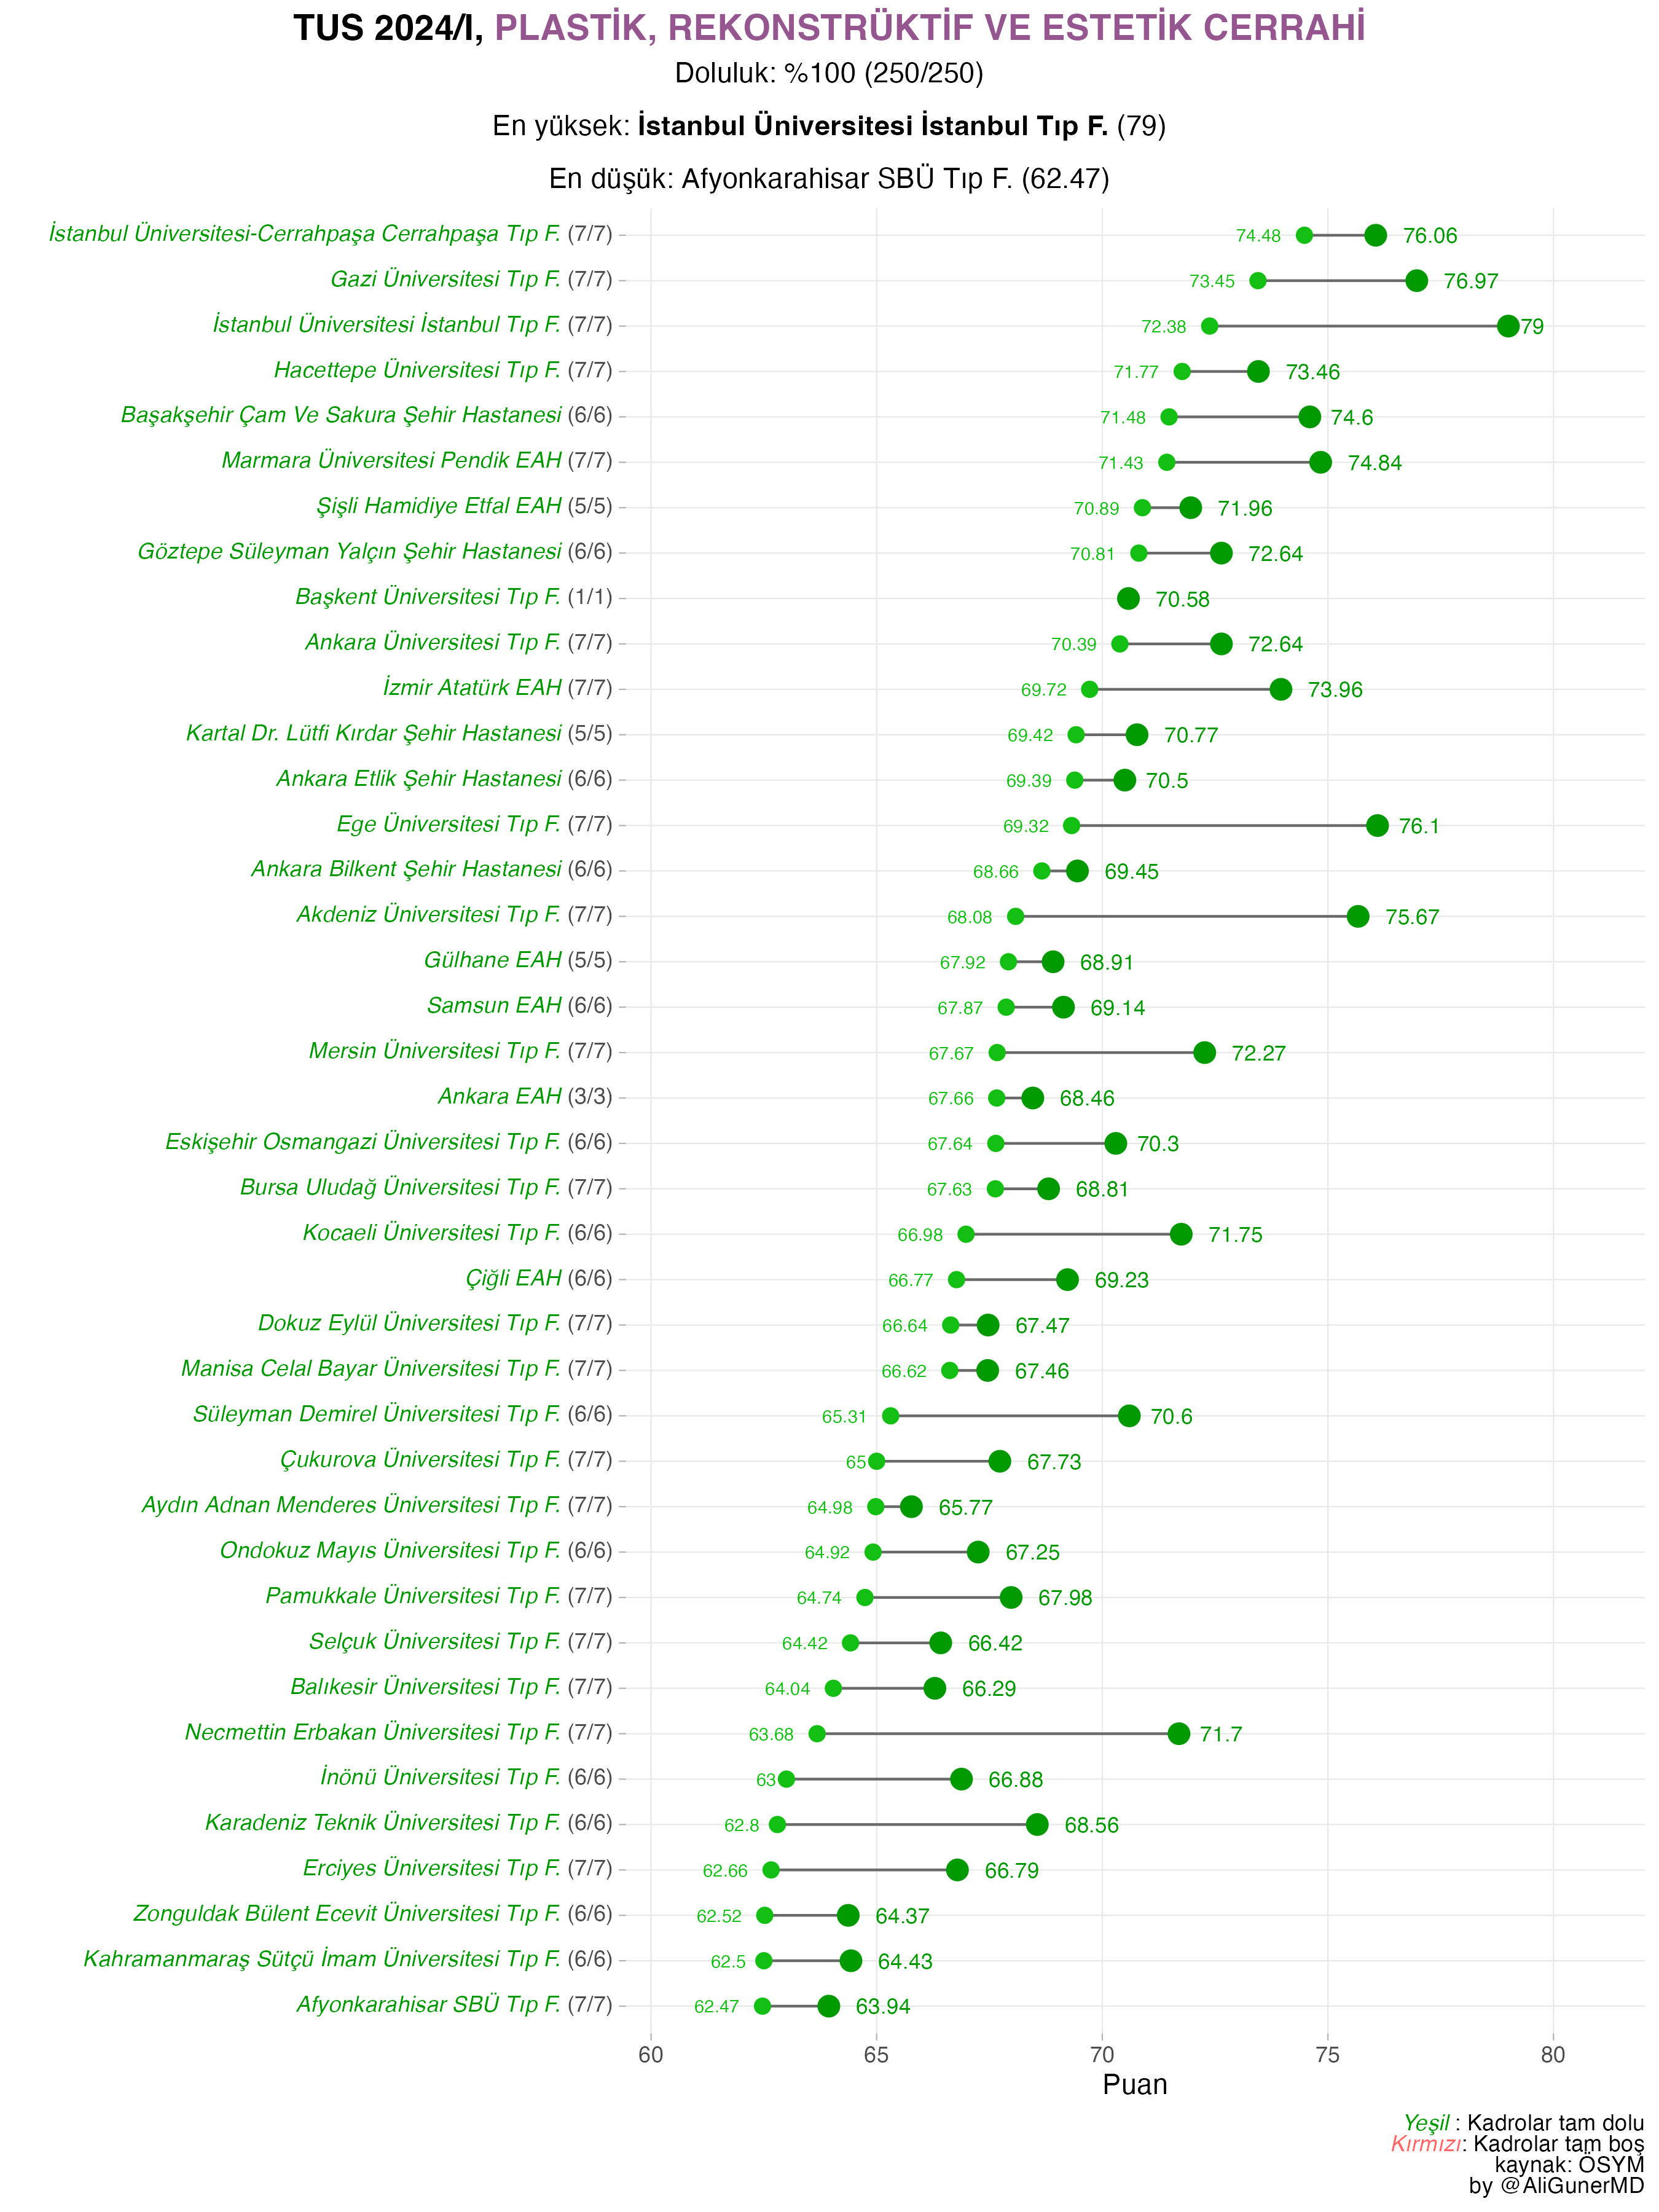 TUS 2024/I, PLASTİK, REKONSTRÜKTİF VE ESTETİK CERRAHİ
Doluluk: %100 (250/250)
En yüksek: İstanbul Üniversitesi İstanbul Tıp F. (79)
En düşük: Afyonkarahisar SBÜ Tıp F. (62.47)
İstanbul Üniversitesi-Cerrahpaşa Cerrahpaşa Tıp F. (7/7) 74.48 76.06
Gazi Üniversitesi Tıp F. (7/7) 73.45 76.97
İstanbul Üniversitesi İstanbul Tıp F. (7/7) 72.38 79
Hacettepe Üniversitesi Tıp F. (7/7) 71.77 73.46
Başakşehir Çam Ve Sakura Şehir Hastanesi (6/6) 71.48 74.6
Marmara Üniversitesi Pendik EAH (7/7) 71.43 74.84
Şişli Hamidiye Etfal EAH (5/5) 70.89 71.96
Göztepe Süleyman Yalçın Şehir Hastanesi (6/6) 70.81 72.64
Başkent Üniversitesi Tıp F. (1/1) 70.58
Ankara Üniversitesi Tıp F. (7/7) 70.39 72.64
İzmir Atatürk EAH (7/7) 69.72 73.96
Kartal Dr. Lütfi Kırdar Şehir Hastanesi (5/5) 69.42 70.77
Ankara Etlik Şehir Hastanesi (6/6) 69.39 70.5
Ege Üniversitesi Tıp F. (7/7) 69.32 76.1
Ankara Bilkent Şehir Hastanesi (6/6) 68.66 69.45
Akdeniz Üniversitesi Tıp F. (7/7) 68.08 75.67
Gülhane EAH (5/5) 67.92 68.91
Samsun EAH (6/6) 67.87 69.14
Mersin Üniversitesi Tıp F. (7/7) 67.67 72.27
Ankara EAH (3/3) 67.66 68.46
Eskişehir Osmangazi Üniversitesi Tıp F. (6/6) 67.64 70.3
Bursa Uludağ Üniversitesi Tıp F. (7/7) 67.63 68.81
Kocaeli Üniversitesi Tıp F. (6/6) 66.98 71.75
Çiğli EAH (6/6) 66.77 69.23
Dokuz Eylül Üniversitesi Tıp F. (7/7) 66.64 67.47
Manisa Celal Bayar Üniversitesi Tıp F. (7/7) 66.62 67.46
Süleyman Demirel Üniversitesi Tıp F. (6/6) 65.31 70.6
Çukurova Üniversitesi Tıp F. (7/7) 65 67.73
Aydın Adnan Menderes Üniversitesi Tıp F. (7/7) 64.98 65.77
Ondokuz Mayıs Üniversitesi Tıp F. (6/6) 64.92 67.25
Pamukkale Üniversitesi Tıp F. (7/7) 64.74 67.98
Selçuk Üniversitesi Tıp F. (7/7) 64.42 66.42
Balıkesir Üniversitesi Tıp F. (7/7) 64.04 66.29
Necmettin Erbakan Üniversitesi Tıp F. (7/7) 63.68 71.7
İnönü Üniversitesi Tıp F. (6/6) 63 66.88
Karadeniz Teknik Üniversitesi Tıp F. (6/6) 62.8 68.56
Erciyes Üniversitesi Tıp F. (7/7) 62.66 66.79
Zonguldak Bülent Ecevit Üniversitesi Tıp F. (6/6) 62.52 64.37
Kahramanmaraş Sütçü İmam Üniversitesi Tıp F. (6/6) 62.5 64.43
Afyonkarahisar SBÜ Tıp F. (7/7) 62.47 63.94
60 65 70 75 80
Puan
Yeşil : Kadrolar tam dolu
Kırmızı: Kadrolar tam boş
kaynak: ÖSYM
by @AliGunerMD